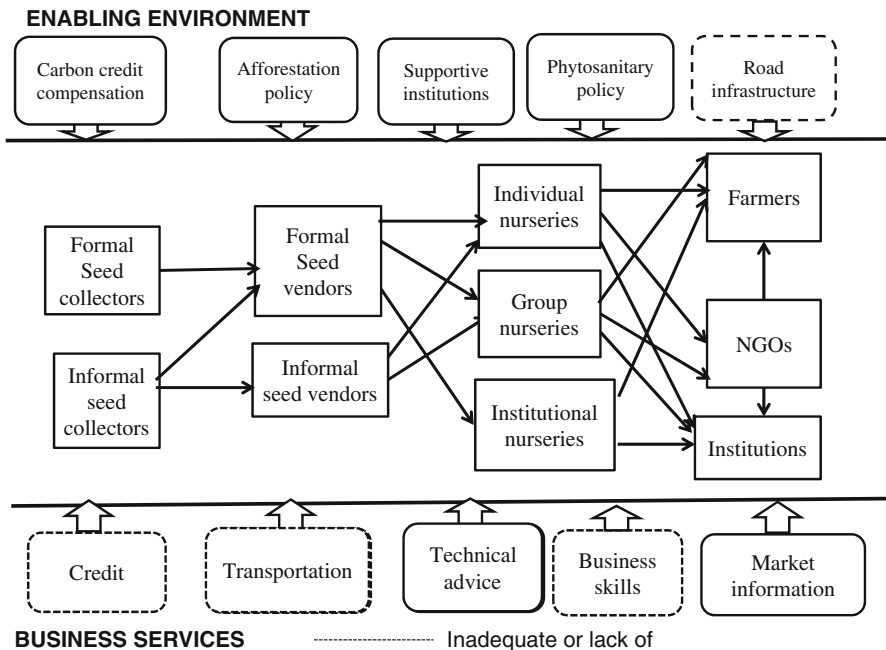 ENABLING ENVIRONMENT
Carbon credit
compensation
Afforestation
policy
Supportive
institutions
Phytosanitary
policy
Road
infrastructure
Formal
Seed
collectors
Informal
seed
collectors
Formal
Seed
vendors
Informal
seed vendors
Individual
nurseries
Group
nurseries
Institutional
nurseries
Farmers
NGOs
Institutions
Credit
Transportation
Technical
advice
Business
skills
Market
information
BUSINESS SERVICES
Inadequate or lack of